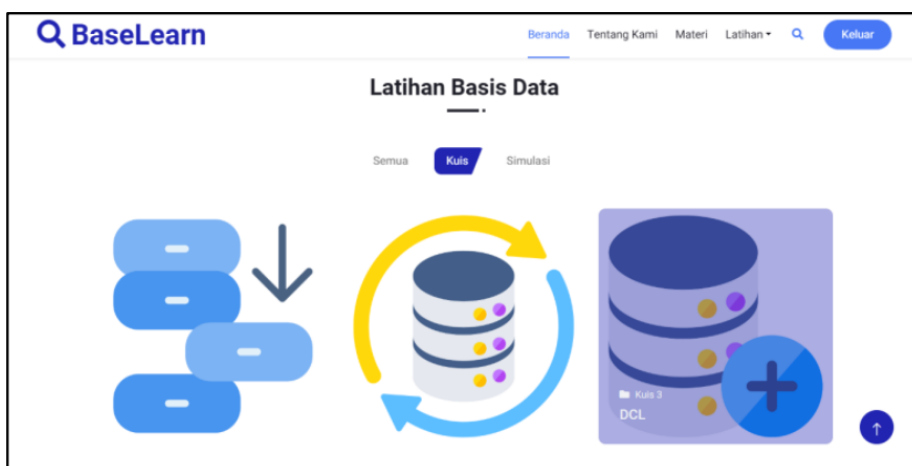 BaseLearn
Beranda Tentang Kami Materi Latihan Keluar
Latihan Basis Data
Semua Kuis Simulasi
Kuis 3
DCL